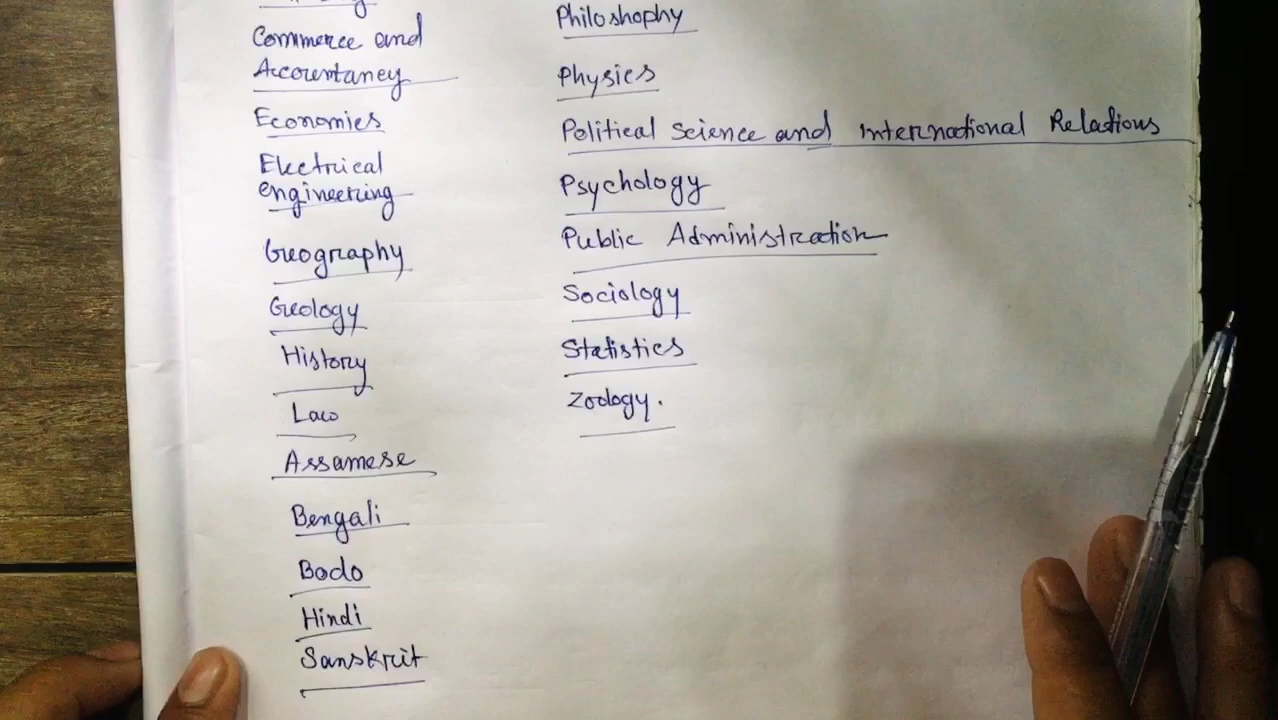 Commerce and
Accountancy
Economics
Electrical
engineering
Geography
Geology
History
Law
Assamese
Bengali
Bodo
Hindi
Sanskrit
Philoshophy
Physics
Political Science and International Relations
Psychology
Public Administration
Sociology
Statistics
Zoology.